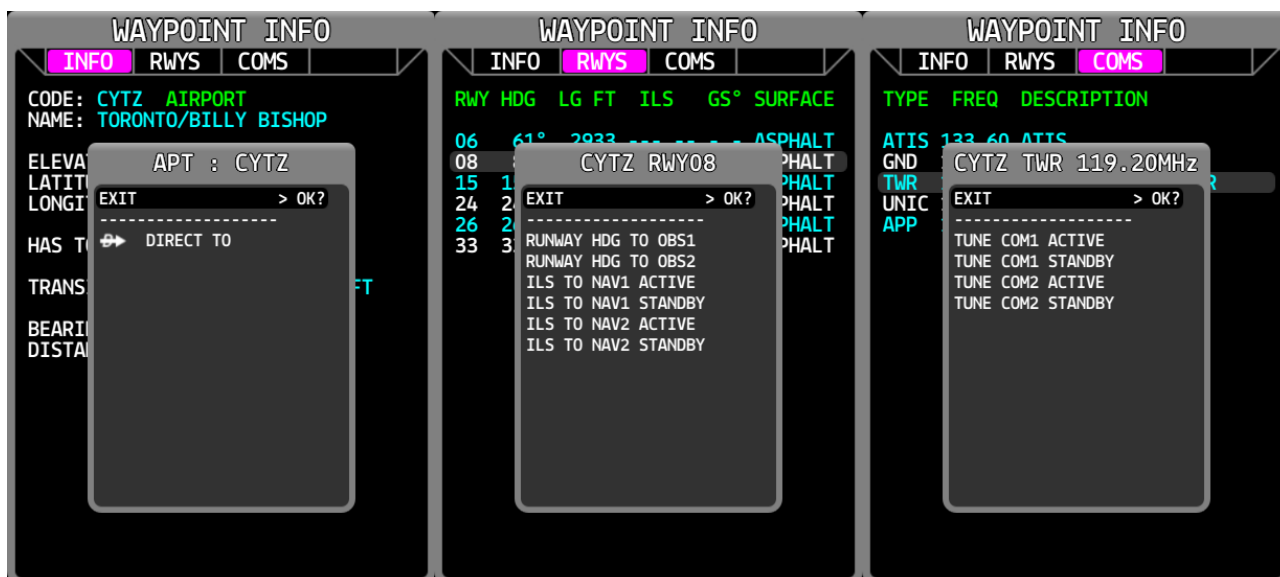 WAYPOINT INFO
INFO RWYS COMS
CODE: CYTZ AIRPORT
NAME: TORONTO/BILLY BISHOP
APT : CYTZ
EXIT > OK?
--------------------
DIRECT TO
FT
WAYPOINT INFO
INFO RWYS COMS
RWY HDG LG FT ILS GS° SURFACE
06 61° 2933 --- -- - - ASPHALT
08
15
24
26
33
CYTZ RWY08
EXIT > OK?
--------------------
RUNWAY HDG TO OBS1
RUNWAY HDG TO OBS2
ILS TO NAV1 ACTIVE
ILS TO NAV1 STANDBY
ILS TO NAV2 ACTIVE
ILS TO NAV2 STANDBY
WAYPOINT INFO
INFO RWYS COMS
TYPE FREQ DESCRIPTION
ATIS 133.60 ATIS
GND
TWR
UNIC
APP
CYTZ TWR 119.20MHz
EXIT > OK?
--------------------
TUNE COM1 ACTIVE
TUNE COM1 STANDBY
TUNE COM2 ACTIVE
TUNE COM2 STANDBY